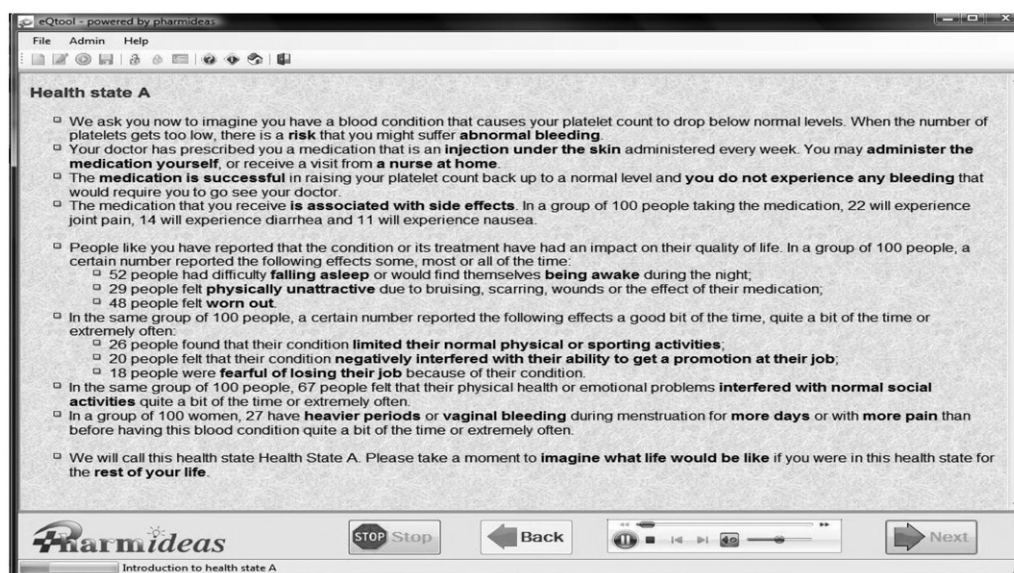 eQtool - powered by pharmideas
File Admin Help
Health state A
We ask you now to imagine you have a blood condition that causes your platelet count to drop below normal levels. When the number of
platelets gets too low, there is a risk that you might suffer abnormal bleeding.
Your doctor has prescribed you a medication that is an injection under the skin administered every week. You may administer the
medication yourself, or receive a visit from a nurse at home.
The medication is successful in raising your platelet count back up to a normal level and you do not experience any bleeding that
would require you to go see your doctor.
The medication that you receive is associated with side effects. In a group of 100 people taking the medication, 22 will experience
joint pain, 14 will experience diarrhea and 11 will experience nausea.
People like you have reported that the condition or its treatment have had an impact on their quality of life. In a group of 100 people, a
certain number reported the following effects some, most or all of the time:
52 people had difficulty falling asleep or would find themselves being awake during the night;
29 people felt physically unattractive due to bruising, scarring, wounds or the effect of their medication;
48 people felt worn out.
In the same group of 100 people, a certain number reported the following effects a good bit of the time, quite a bit of the time or
extremely often:
26 people found that their condition limited their normal physical or sporting activities;
20 people felt that their condition negatively interfered with their ability to get a promotion at their job;
18 people were fearful of losing their job because of their condition.
In the same group of 100 people, 67 people felt that their physical health or emotional problems interfered with normal social
activities quite a bit of the time or extremely often.
In a group of 100 women, 27 have heavier periods or vaginal bleeding during menstruation for more days or with more pain than
before having this blood condition quite a bit of the time or extremely often.
We will call this health state Health State A. Please take a moment to imagine what life would be like if you were in this health state for
the rest of your life.
Pharmideas STOP Stop Back Next
Introduction to health state A